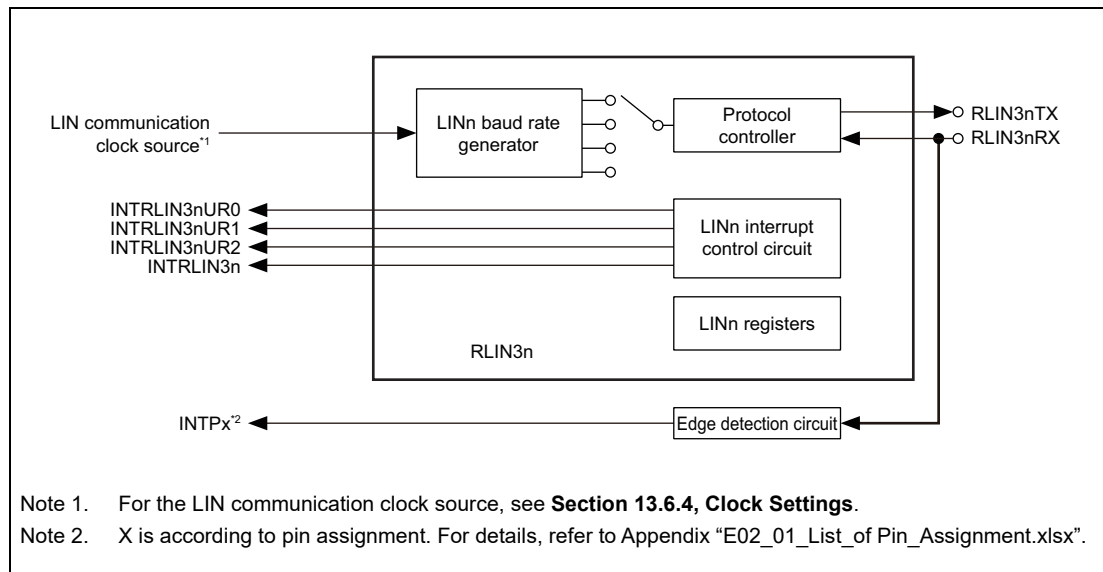 LIN communication
clock source*1
LINn baud rate
generator
Protocol
controller
RLIN3nTX
RLIN3nRX
INTRLIN3nUR0
INTRLIN3nUR1
INTRLIN3nUR2
INTRLIN3n
LINn interrupt
control circuit
LINn registers
RLIN3n
INTPx*2
Edge detection circuit
Note 1. For the LIN communication clock source, see Section 13.6.4, Clock Settings.
Note 2. X is according to pin assignment. For details, refer to Appendix “E02_01_List_of Pin_Assignment.xlsx”.